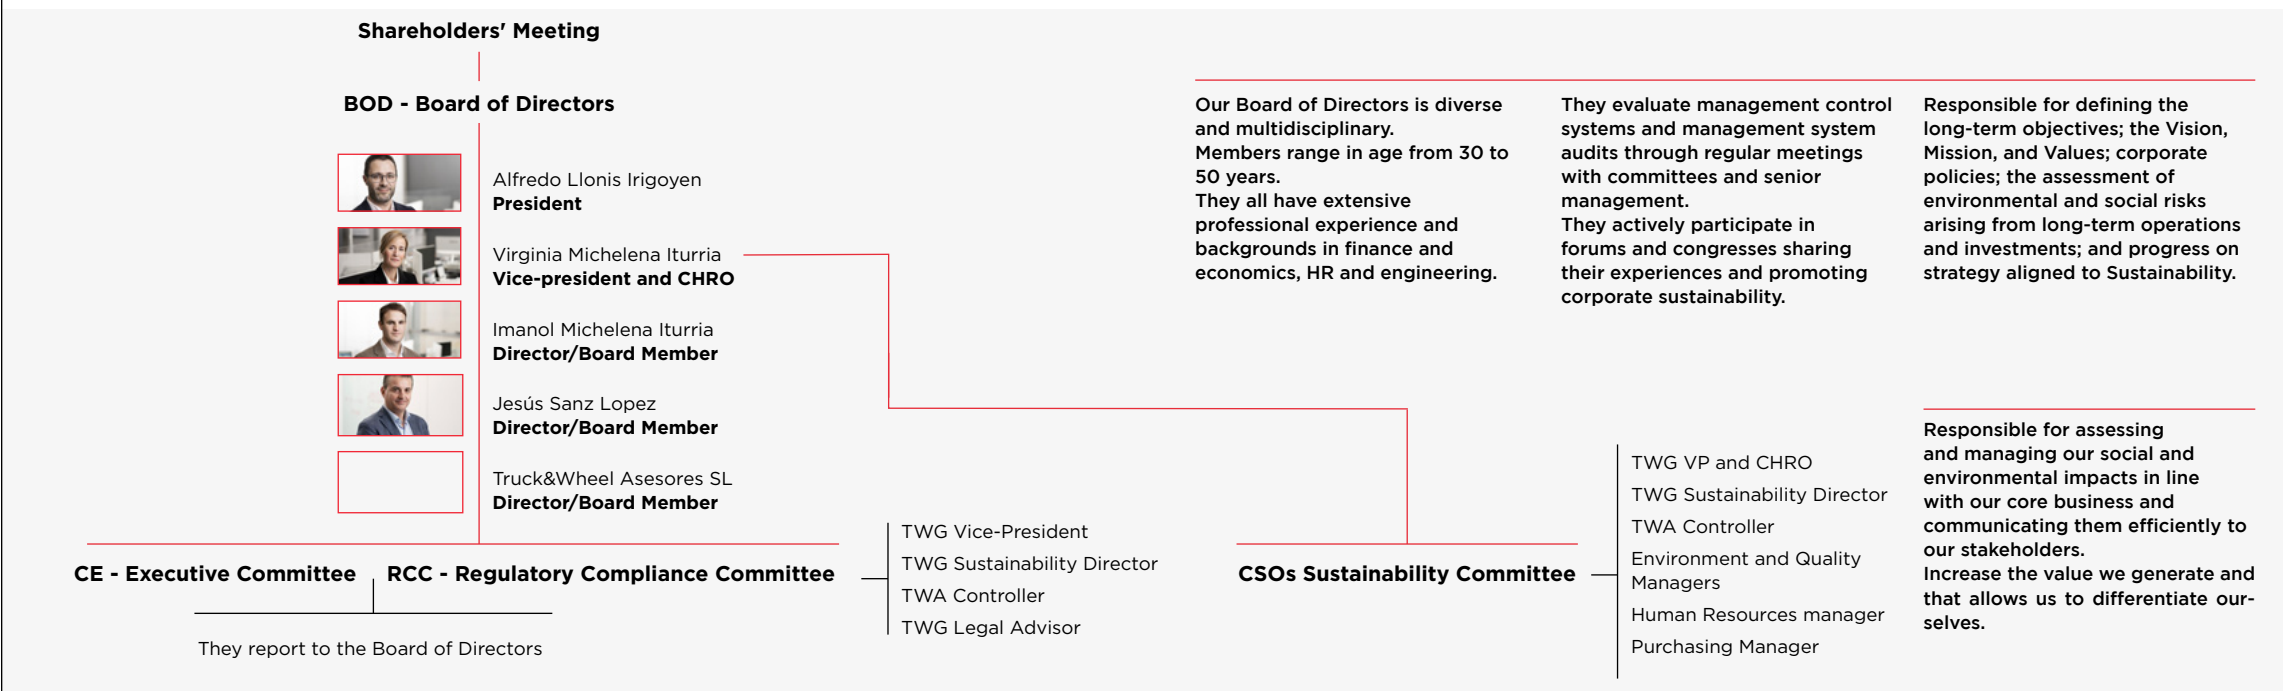 Shareholders' Meeting
BOD - Board of Directors
Alfredo Llonis Irigoyen
President
Virginia Michelena Iturria
Vice-president and CHRO
Imanol Michelena Iturria
Director/Board Member
Jesús Sanz Lopez
Director/Board Member
Truck&Wheel Asesores SL
Director/Board Member
Our Board of Directors is diverse
and multidisciplinary.
Members range in age from 30 to
50 years.
They all have extensive
professional experience and
backgrounds in finance and
economics, HR and engineering.
They evaluate management control
systems and management system
audits through regular meetings
with committees and senior
management.
They actively participate in
forums and congresses sharing
their experiences and promoting
corporate sustainability.
Responsible for defining the
long-term objectives; the Vision,
Mission, and Values; corporate
policies; the assessment of
environmental and social risks
arising from long-term operations
and investments; and progress on
strategy aligned to Sustainability.
CE - Executive Committee
RCC - Regulatory Compliance Committee
They report to the Board of Directors
TWG Vice-President
TWG Sustainability Director
TWA Controller
TWG Legal Advisor
CSOs Sustainability Committee
TWG VP and CHRO
TWG Sustainability Director
TWA Controller
Environment and Quality
Managers
Human Resources manager
Purchasing Manager
Responsible for assessing
and managing our social and
environmental impacts in line
with our core business and
communicating them efficiently to
our stakeholders.
Increase the value we generate and
that allows us to differentiate our-
selves.